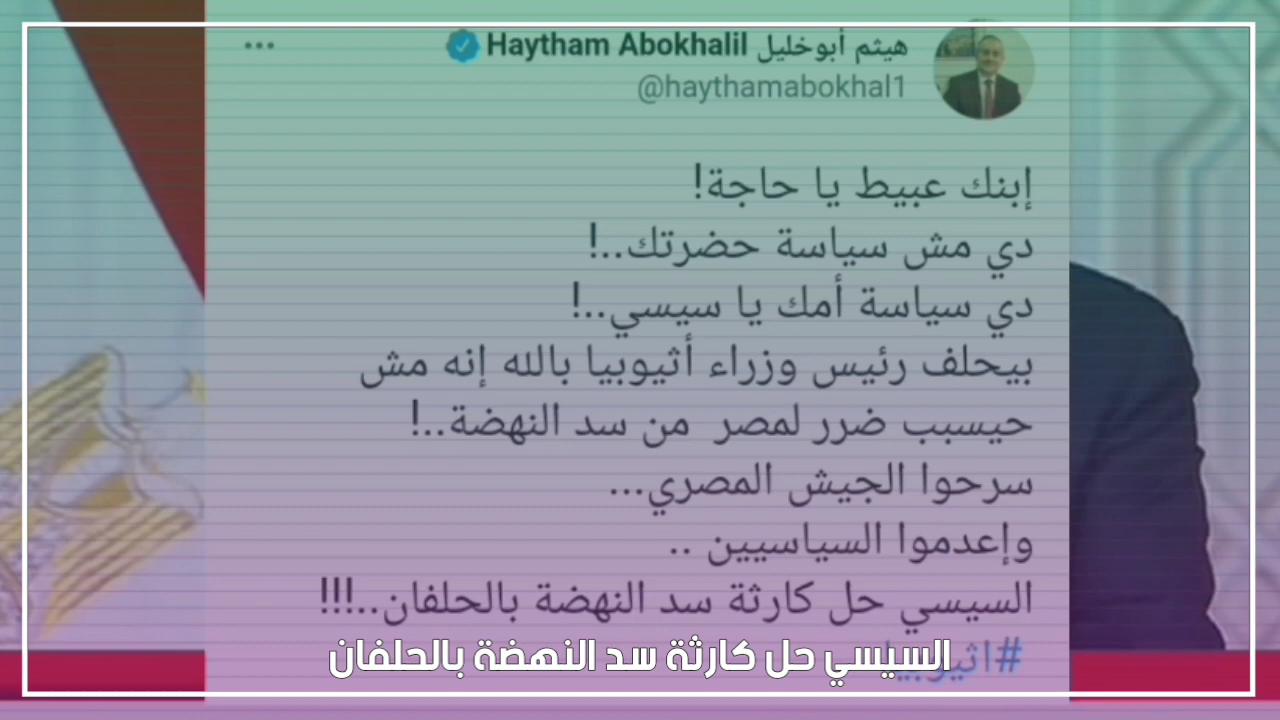 هيثم أبوخليل Haytham Abokhalil
@haythamabokhal1
إبنك عبيط يا حاجة!
دي مش سياسة حضرتك..!
دي سياسة أمك يا سيسي..!
بيحلف رئيس وزراء أثيوبيا بالله إنه مش
حيسبب ضرر لمصر من سد النهضة..!
سرحوا الجيش المصري...
وإعدموا السياسيين ..
السيسي حل كارثة سد النهضة بالحلفان..!!!
#اثيوبيا
السيسي حل كارثة سد النهضة بالحلفان